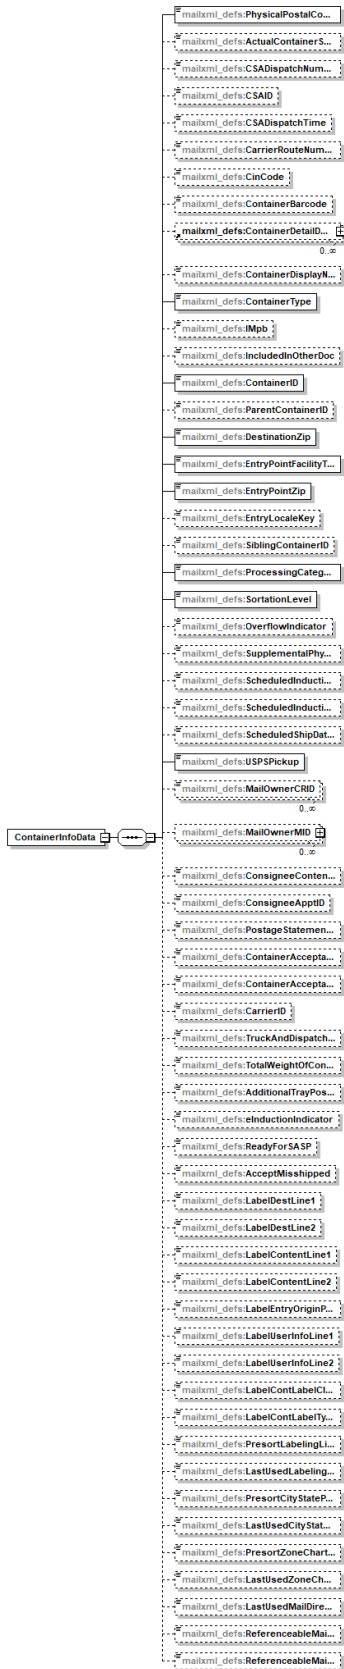 mailxml_defs:PhysicalPostalCo...
mailxml_defs:ActualContainerS...
mailxml_defs:CSADispatchNum...
mailxml_defs:CSAID
mailxml_defs:CSADispatchTime
mailxml_defs:CarrierRouteNum...
mailxml_defs:CinCode
mailxml_defs:ContainerBarcode
mailxml_defs:ContainerDetailD...
0..∞
mailxml_defs:ContainerDisplayN...
mailxml_defs:ContainerType
mailxml_defs:IMpb
mailxml_defs:IncludedInOtherDoc
mailxml_defs:ContainerID
mailxml_defs:ParentContainerID
mailxml_defs:DestinationZip
mailxml_defs:EntryPointFacilityT...
mailxml_defs:EntryPointZip
mailxml_defs:EntryLocaleKey
mailxml_defs:SiblingContainerID
mailxml_defs:ProcessingCateg...
mailxml_defs:SortationLevel
mailxml_defs:OverflowIndicator
mailxml_defs:SupplementalPhy...
mailxml_defs:ScheduledInducti...
mailxml_defs:ScheduledInducti...
mailxml_defs:ScheduledShipDat...
mailxml_defs:USPSPickup
mailxml_defs:MailOwnerCRID
0..∞
ContainerInfoData
mailxml_defs:MailOwnerMID
0..∞
mailxml_defs:ConsigneeConten...
mailxml_defs:ConsigneeApptID
mailxml_defs:PostageStatemen...
mailxml_defs:ContainerAccepta...
mailxml_defs:ContainerAccepta...
mailxml_defs:CarrierID
mailxml_defs:TruckAndDispatch...
mailxml_defs:TotalWeightOfCon...
mailxml_defs:AdditionalTrayPos...
mailxml_defs:eInductionIndicator
mailxml_defs:ReadyForSASP
mailxml_defs:AcceptMisshipped
mailxml_defs:LabelDestLine1
mailxml_defs:LabelDestLine2
mailxml_defs:LabelContentLine1
mailxml_defs:LabelContentLine2
mailxml_defs:LabelEntryOriginP...
mailxml_defs:LabelUserInfoLine1
mailxml_defs:LabelUserInfoLine2
mailxml_defs:LabelContLabelCl...
mailxml_defs:LabelContLabelTy...
mailxml_defs:PresortLabelingLi...
mailxml_defs:LastUsedLabeling...
mailxml_defs:PresortCityStateP...
mailxml_defs:LastUsedCityStat...
mailxml_defs:PresortZoneChart...
mailxml_defs:LastUsedZoneCh...
mailxml_defs:LastUsedMailDire...
mailxml_defs:ReferenceableMai...
mailxml_defs:ReferenceableMai...